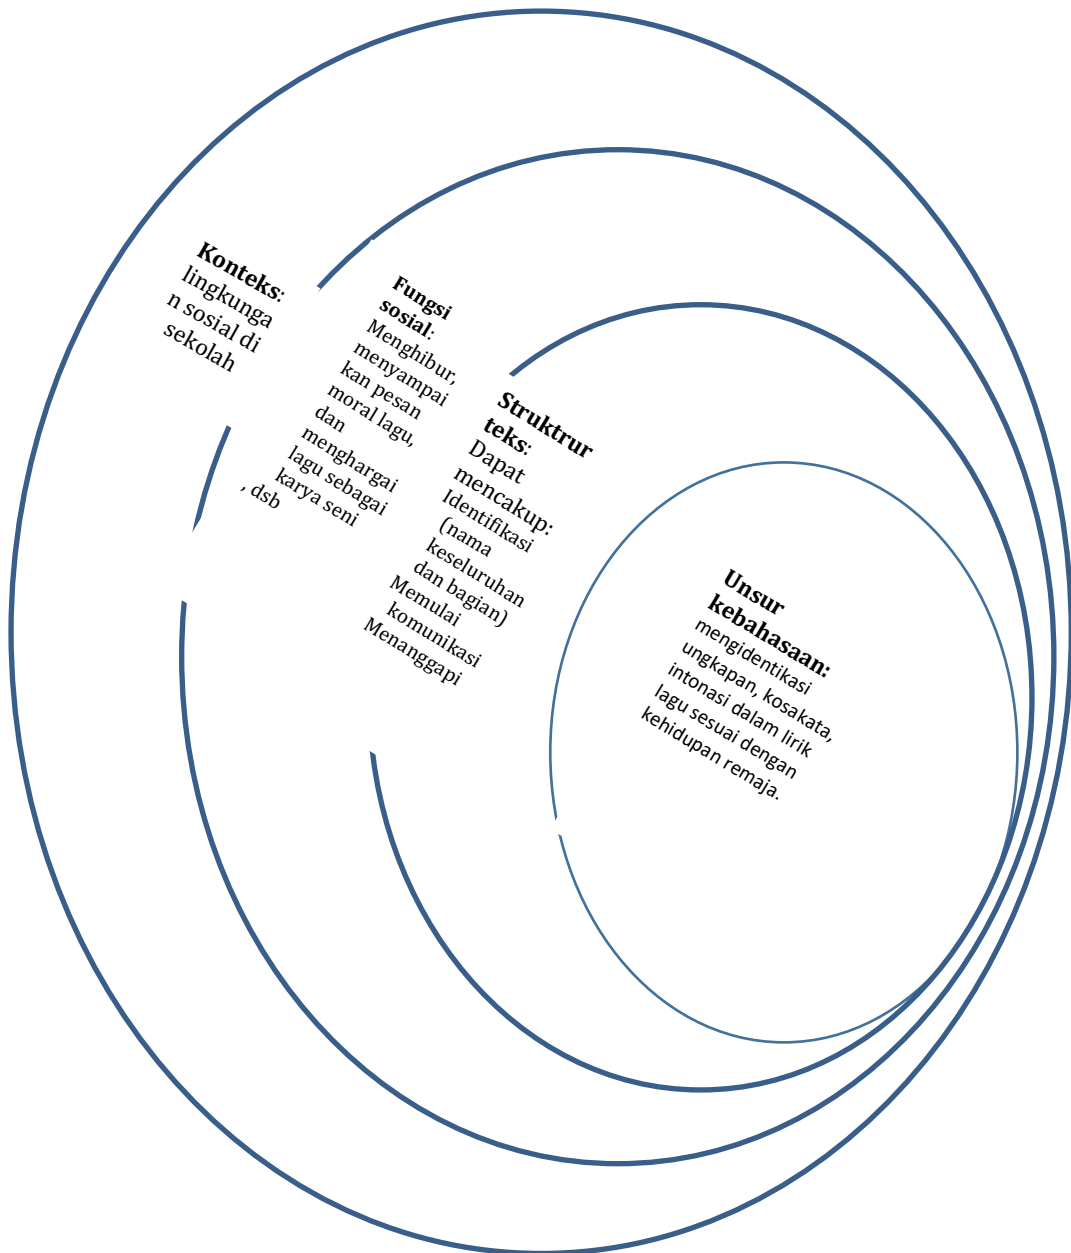 Konteks:
lingkunga
n sosial di
sekolah
Fungsi
sosial:
Menghibur,
menyampai
kan pesan
moral lagu,
dan
menghargai
lagu sebagai
karya seni
, dsb
Struktrur
teks:
Dapat
mencakup:
Identifikasi
(nama
keseluruhan
dan bagian)
Memulai
komunikasi
Menanggapi
Unsur
kebahasaan:
mengidentikasi
ungkapan, kosakata,
intonasi dalam lirik
lagu sesuai dengan
kehidupan remaja.